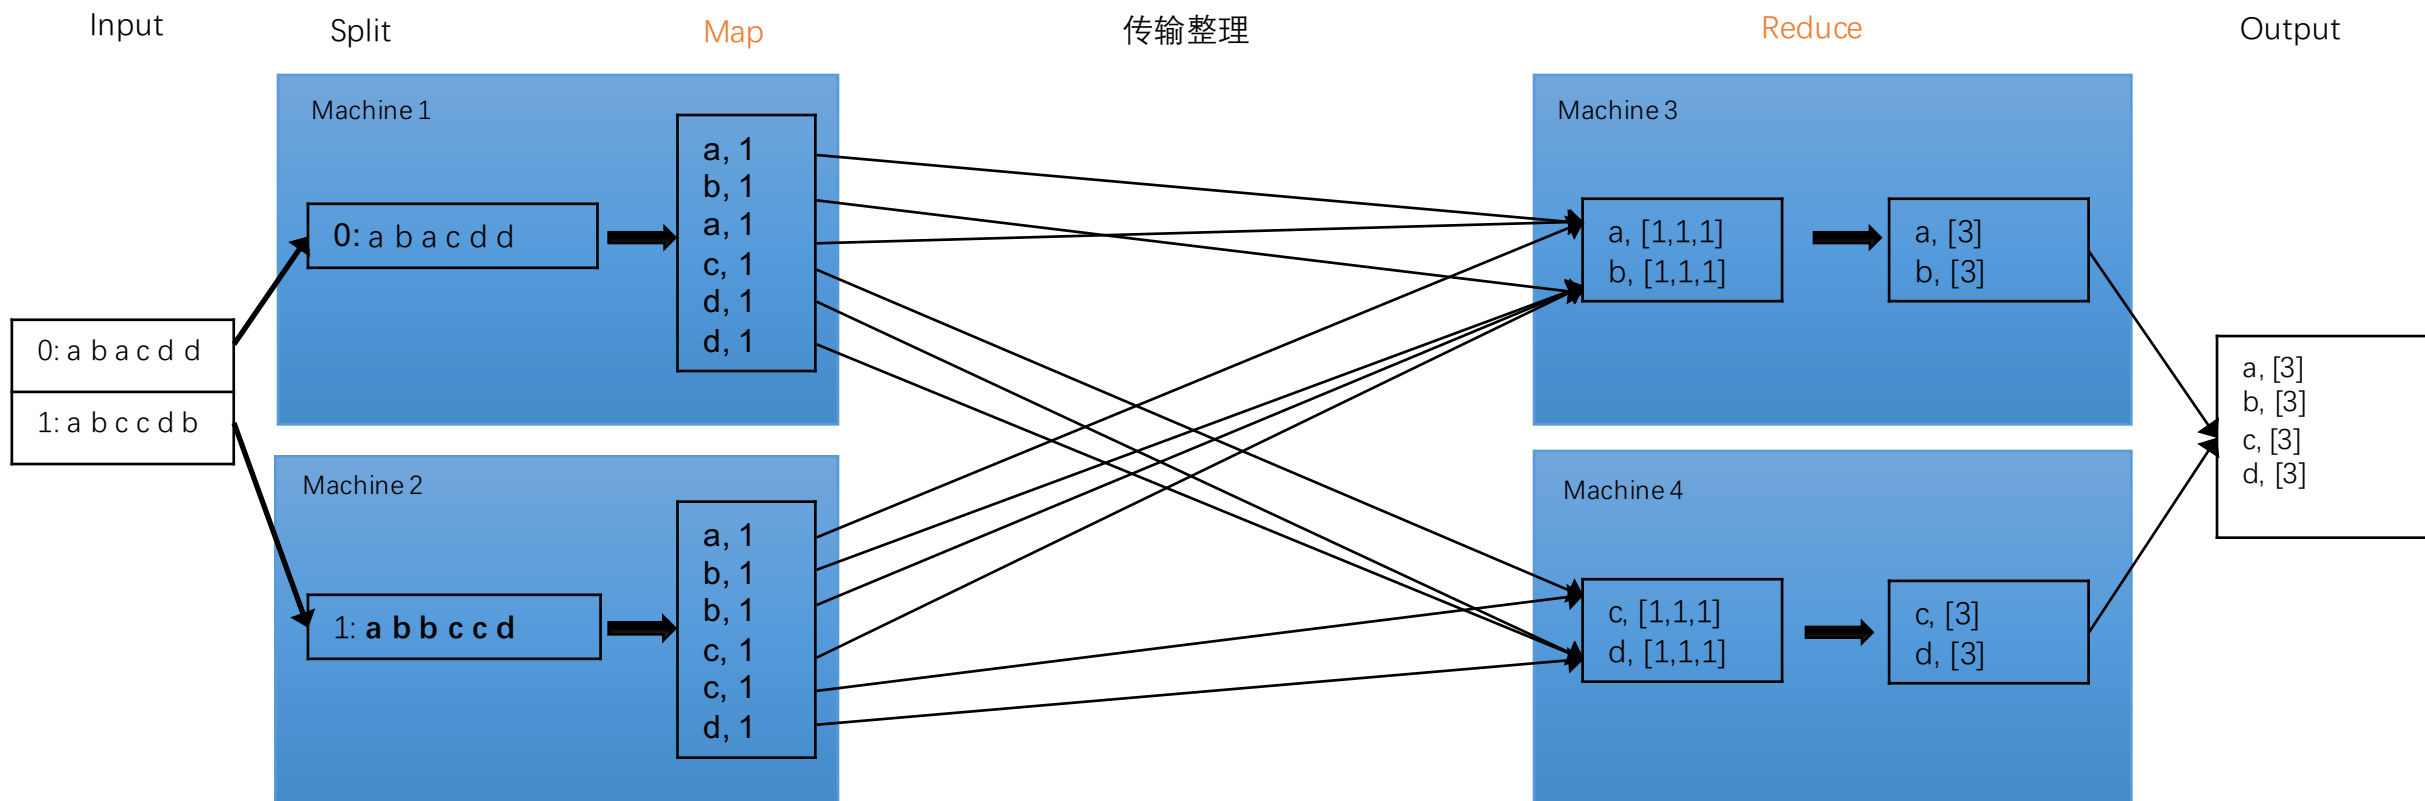 Input
Split
Map
传输整理
Reduce
Output
Machine 1
0: a b a c d d
a, 1
b, 1
a, 1
c, 1
d, 1
d, 1
Machine 3
a, [1,1,1]
b, [1,1,1]
a, [3]
b, [3]
0: a b a c d d
1: a b c c d b
a, [3]
b, [3]
c, [3]
d, [3]
Machine 2
1: a b b c c d
a, 1
b, 1
b, 1
c, 1
c, 1
d, 1
Machine 4
c, [1,1,1]
d, [1,1,1]
c, [3]
d, [3]